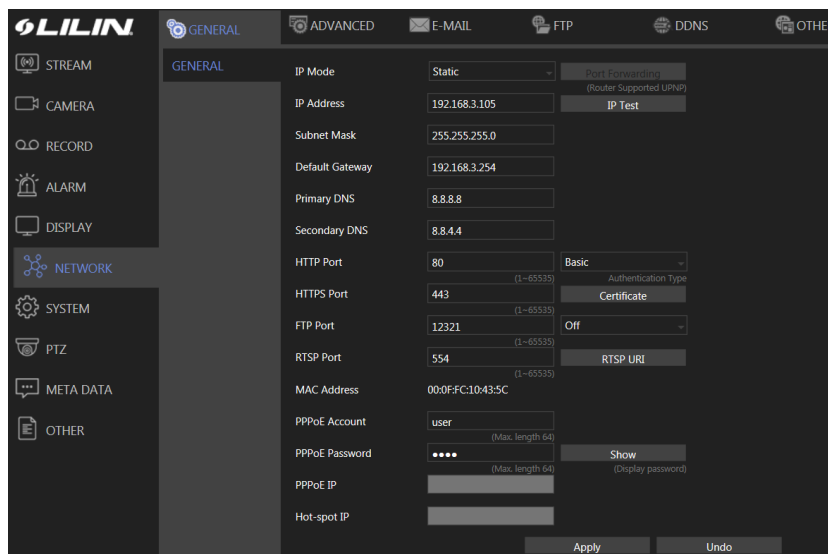 LILIN
GENERAL
ADVANCED
E-MAIL
FTP
DDNS
OTHE
STREAM
CAMERA
RECORD
ALARM
DISPLAY
NETWORK
SYSTEM
PTZ
META DATA
OTHER
GENERAL
IP Mode Static Port Forwarding
(Router Supported UPNP)
IP Address 192.168.3.105 IP Test
Subnet Mask 255.255.255.0
Default Gateway 192.168.3.254
Primary DNS 8.8.8.8
Secondary DNS 8.8.4.4
HTTP Port 80 Basic
(1~65535) Authentication Type
HTTPS Port 443 Certificate
(1~65535)
FTP Port 12321 Off
(1~65535)
RTSP Port 554 RTSP URI
(1~65535)
MAC Address 00:0F:FC:10:43:5C
PPPoE Account user
(Max. length 64)
PPPoE Password •••• Show
(Max. length 64) (Display password)
PPPoE IP
Hot-spot IP
Apply Undo